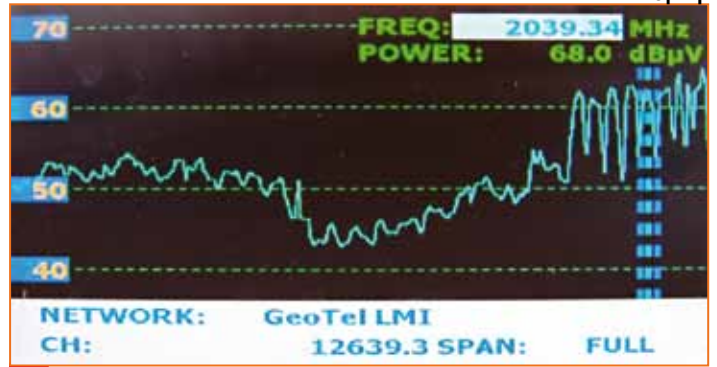 70 FREQ: 2039.34 MHz
POWER: 68.0 dBµV
60
50
40
NETWORK: GeoTel LMI
CH: 12639.3 SPAN: FULL